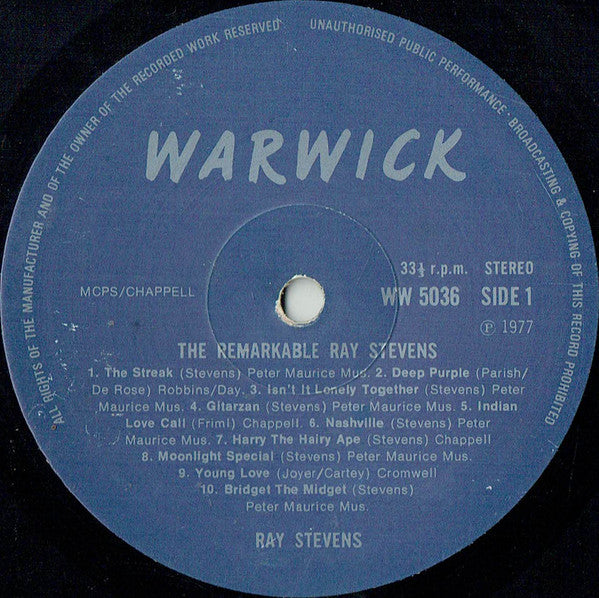 ALL RIGHTS OF THE MANUFACTURER AND OF THE OWNER OF THE RECORDED WORK RESERVED
UNAUTHORISED PUBLIC PERFORMANCE · BROADCASTING & COPYING OF THIS RECORD PROHIBITED
WARWICK
33⅓ r.p.m. STEREO
MCPS/CHAPPELL
WW 5036 SIDE 1
℗ 1977
THE REMARKABLE RAY STEVENS
1. The Streak (Stevens) Peter Maurice Mus. 2. Deep Purple (Parish/
De Rose) Robbins/Day. 3. Isn't It Lonely Together (Stevens) Peter
Maurice Mus. 4. Gitarzan (Stevens) Peter Maurice Mus. 5. Indian
Love Call (Friml) Chappell. 6. Nashville (Stevens) Peter
Maurice Mus. 7. Harry The Hairy Ape (Stevens) Chappell
8. Moonlight Special (Stevens) Peter Maurice Mus.
9. Young Love (Joyer/Cartey) Cromwell
10. Bridget The Midget (Stevens)
Peter Maurice Mus.
RAY STEVENS